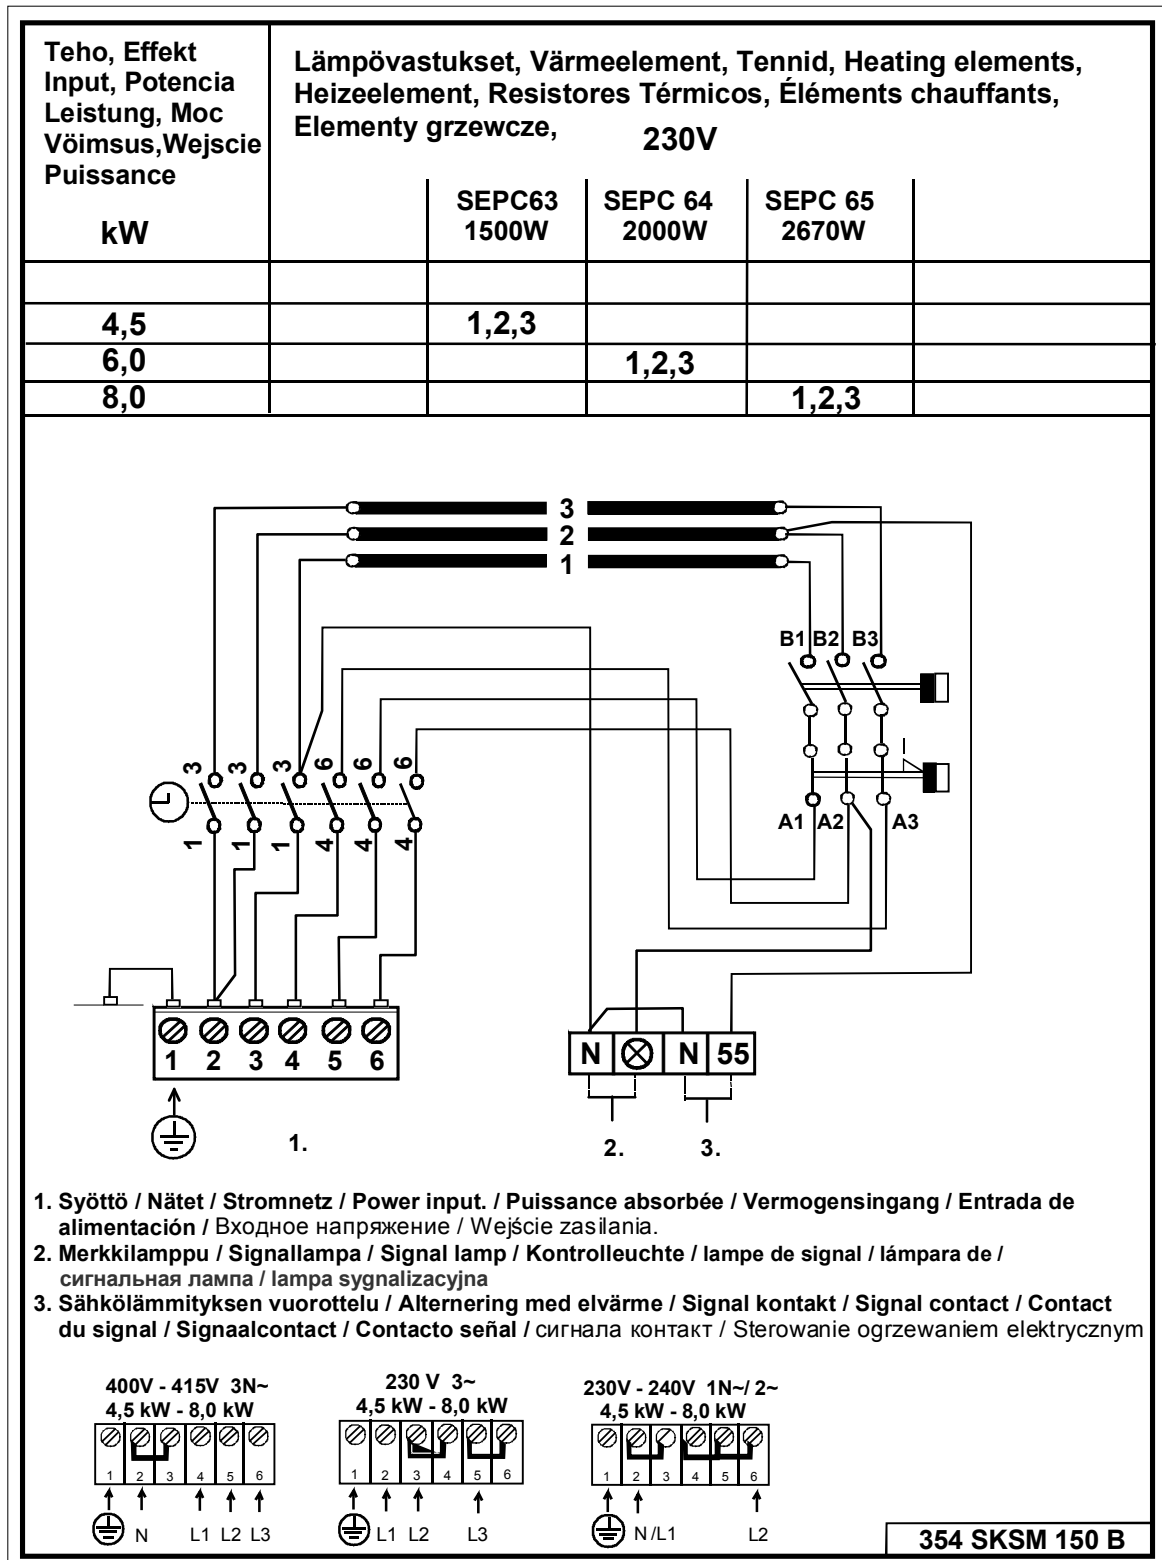 Teho, Effekt
Input, Potencia
Leistung, Moc
Vöimsus,Wejscie
Puissance
kW
Lämpövastukset, Värmeelement, Tennid, Heating elements,
Heizeelement, Resistores Térmicos, Éléments chauffants,
Elementy grzewcze, 230V
SEPC63 SEPC 64 SEPC 65
1500W 2000W 2670W
4,5 1,2,3
6,0 1,2,3
8,0 1,2,3
3
2
1
B1 B2 B3
3 3 3 6 6 6
1 1 1 4 4 4
A1 A2 A3
N N 55
1 2 3 4 5 6
1. 2. 3.
1. Syöttö / Nätet / Stromnetz / Power input. / Puissance absorbée / Vermogensingang / Entrada de
alimentación / Входное напряжение / Wejście zasilania.
2. Merkkilamppu / Signallampa / Signal lamp / Kontrolleuchte / lampe de signal / lámpara de /
сигнальная лампа / lampa sygnalizacyjna
3. Sähkölämmityksen vuorottelu / Alternering med elvärme / Signal kontakt / Signal contact / Contact
du signal / Signaalcontact / Contacto señal / сигнала контакт / Sterowanie ogrzewaniem elektrycznym
400V - 415V 3N~
4,5 kW - 8,0 kW
1 2 3 4 5 6
N L1 L2 L3
230 V 3~
4,5 kW - 8,0 kW
1 2 3 4 5 6
L1 L2 L3
230V - 240V 1N~/ 2~
4,5 kW - 8,0 kW
1 2 3 4 5 6
N /L1 L2
354 SKSM 150 B